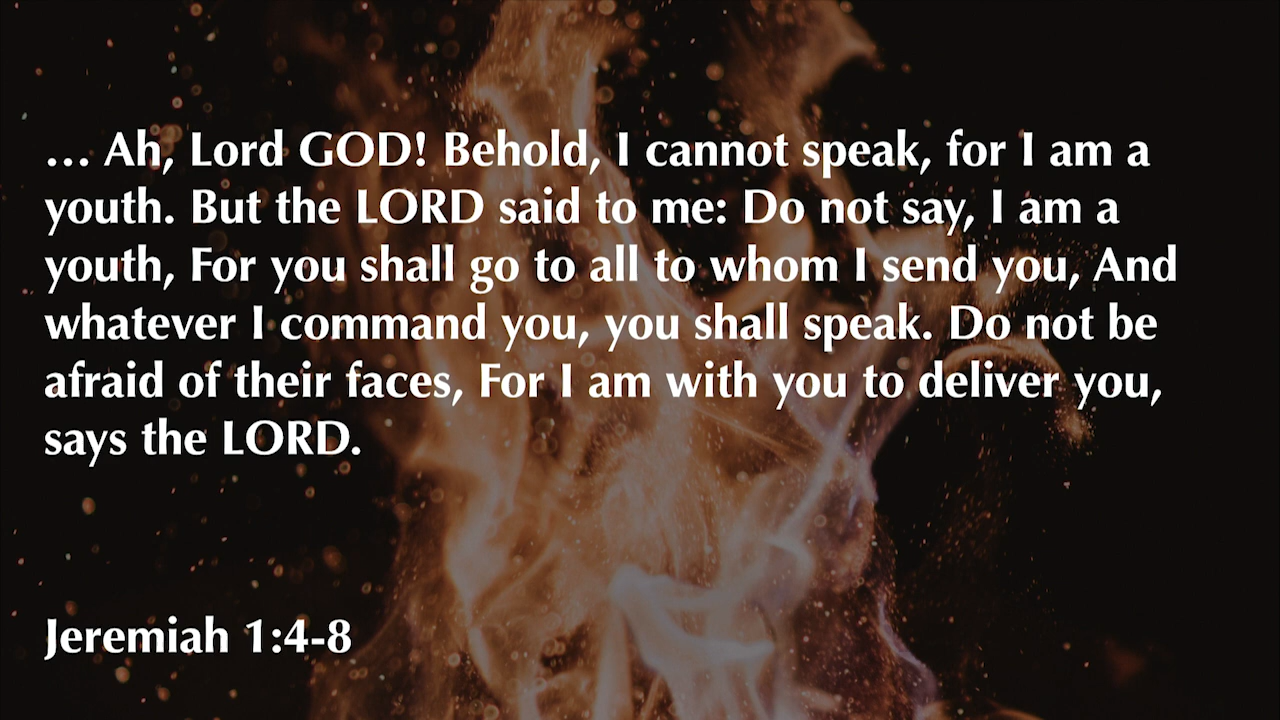 … Ah, Lord GOD! Behold, I cannot speak, for I am a
youth. But the LORD said to me: Do not say, I am a
youth, For you shall go to all to whom I send you, And
whatever I command you, you shall speak. Do not be
afraid of their faces, For I am with you to deliver you,
says the LORD.
Jeremiah 1:4-8